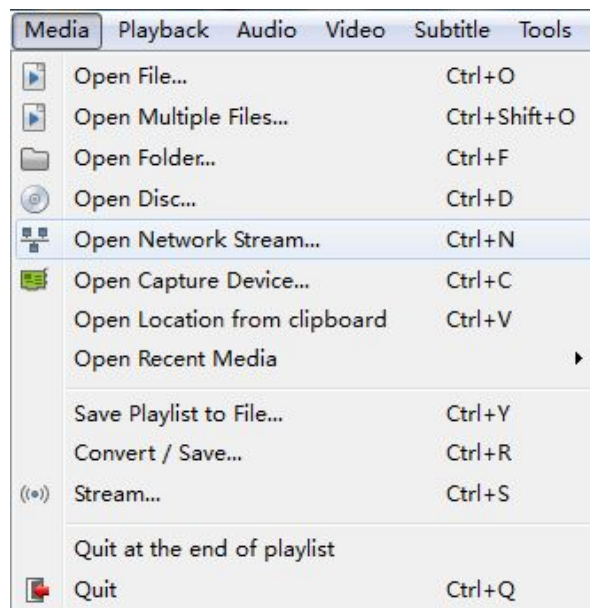 Media Playback Audio Video Subtitle Tools
Open File... Ctrl+O
Open Multiple Files... Ctrl+Shift+O
Open Folder... Ctrl+F
Open Disc... Ctrl+D
Open Network Stream... Ctrl+N
Open Capture Device... Ctrl+C
Open Location from clipboard Ctrl+V
Open Recent Media
Save Playlist to File... Ctrl+Y
Convert / Save... Ctrl+R
Stream... Ctrl+S
Quit at the end of playlist
Quit Ctrl+Q